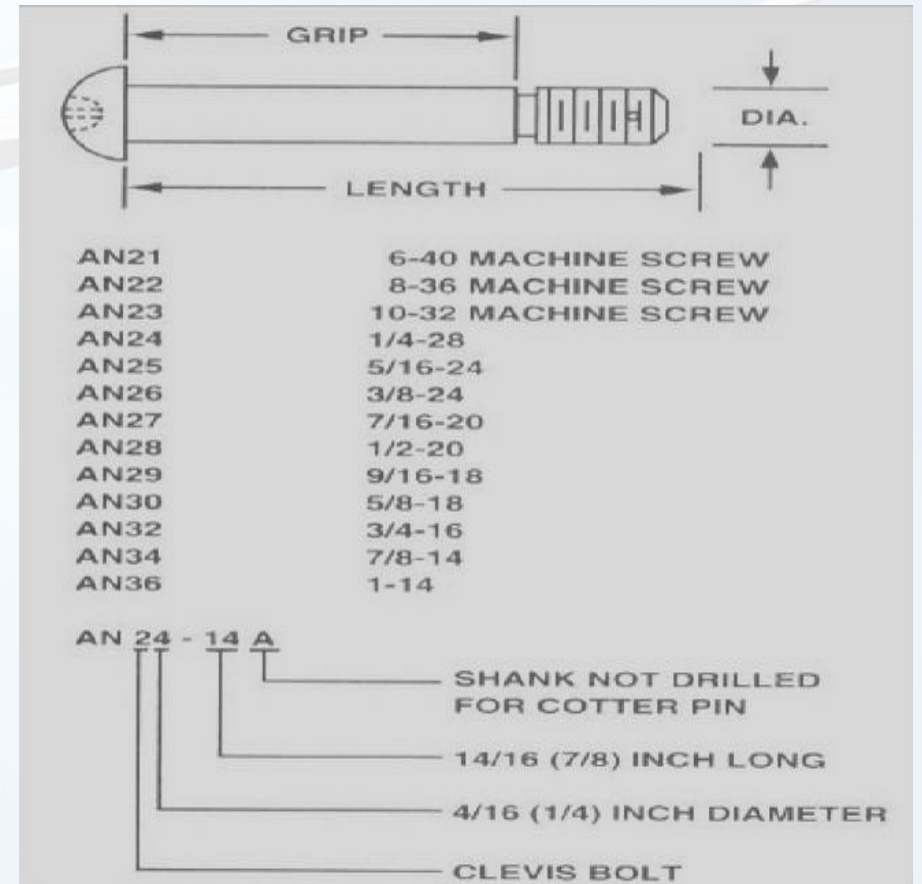 GRIP
DIA.
LENGTH
AN21 6-40 MACHINE SCREW
AN22 8-36 MACHINE SCREW
AN23 10-32 MACHINE SCREW
AN24 1/4-28
AN25 5/16-24
AN26 3/8-24
AN27 7/16-20
AN28 1/2-20
AN29 9/16-18
AN30 5/8-18
AN32 3/4-16
AN34 7/8-14
AN36 1-14
AN 24 - 14 A
SHANK NOT DRILLED
FOR COTTER PIN
14/16 (7/8) INCH LONG
4/16 (1/4) INCH DIAMETER
CLEVIS BOLT